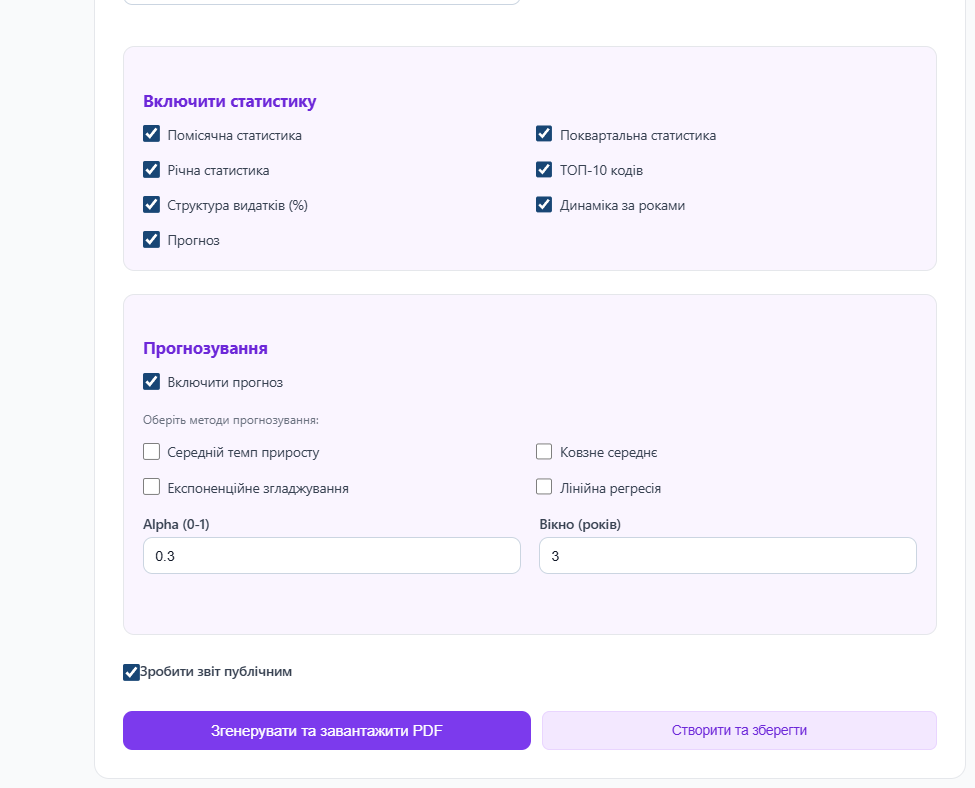 Включити статистику
Помісячна статистика
Поквартальна статистика
Річна статистика
ТОП-10 кодів
Структура видатків (%)
Динаміка за роками
Прогноз
Прогнозування
Включити прогноз
Оберіть методи прогнозування:
Середній темп приросту
Ковзне середнє
Експоненційне згладжування
Лінійна регресія
Alpha (0-1)
Вікно (років)
0.3
3
Зробити звіт публічним
Згенерувати та завантажити PDF
Створити та зберегти